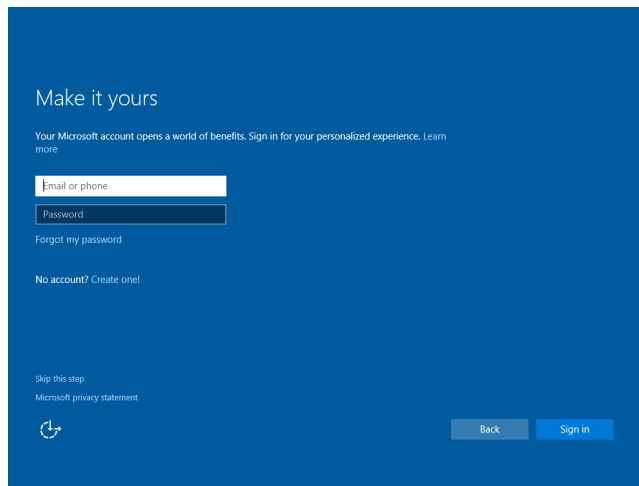 Make it yours
Your Microsoft account opens a world of benefits. Sign in for your personalized experience. Learn
more
Email or phone
Password
Forgot my password
No account? Create one!
Skip this step
Microsoft privacy statement
Back Sign in